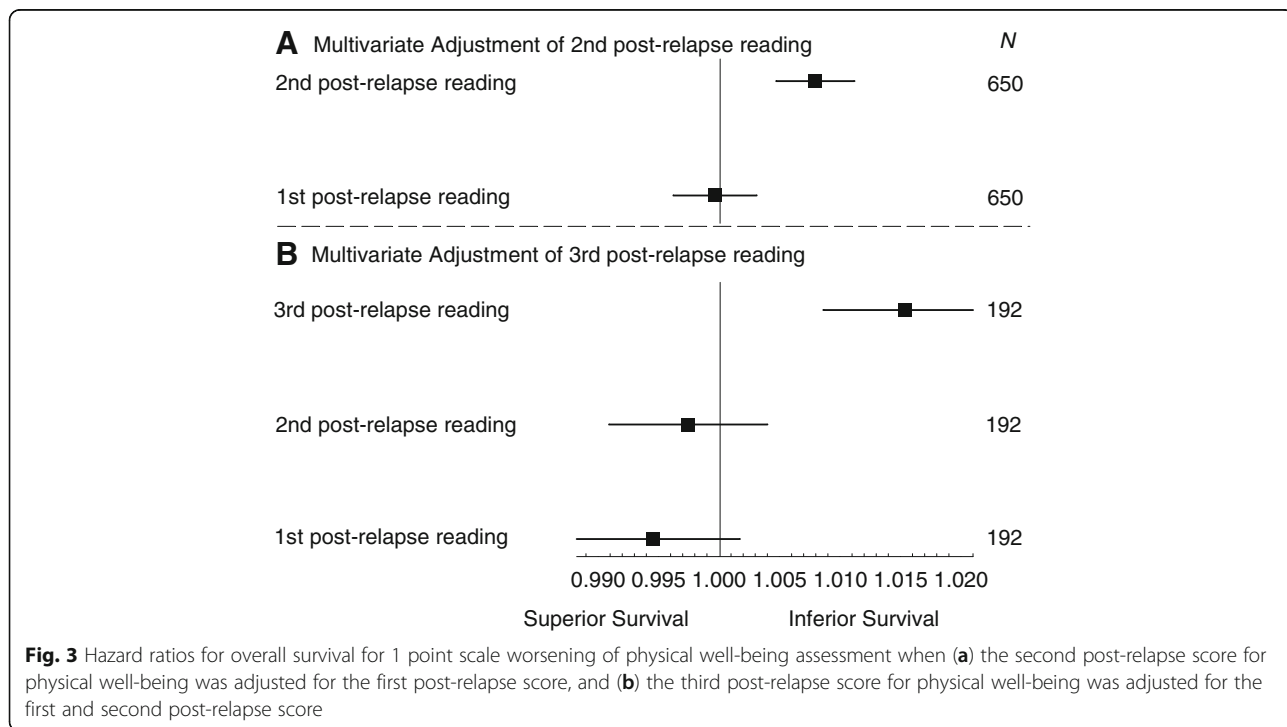 A Multivariate Adjustment of 2nd post-relapse reading N
2nd post-relapse reading 650
1st post-relapse reading 650
B Multivariate Adjustment of 3rd post-relapse reading
3rd post-relapse reading 192
2nd post-relapse reading 192
1st post-relapse reading 192
0.990 0.995 1.000 1.005 1.010 1.015 1.020
Superior Survival Inferior Survival
Fig. 3 Hazard ratios for overall survival for 1 point scale worsening of physical well-being assessment when (a) the second post-relapse score for
physical well-being was adjusted for the first post-relapse score, and (b) the third post-relapse score for physical well-being was adjusted for the
first and second post-relapse score